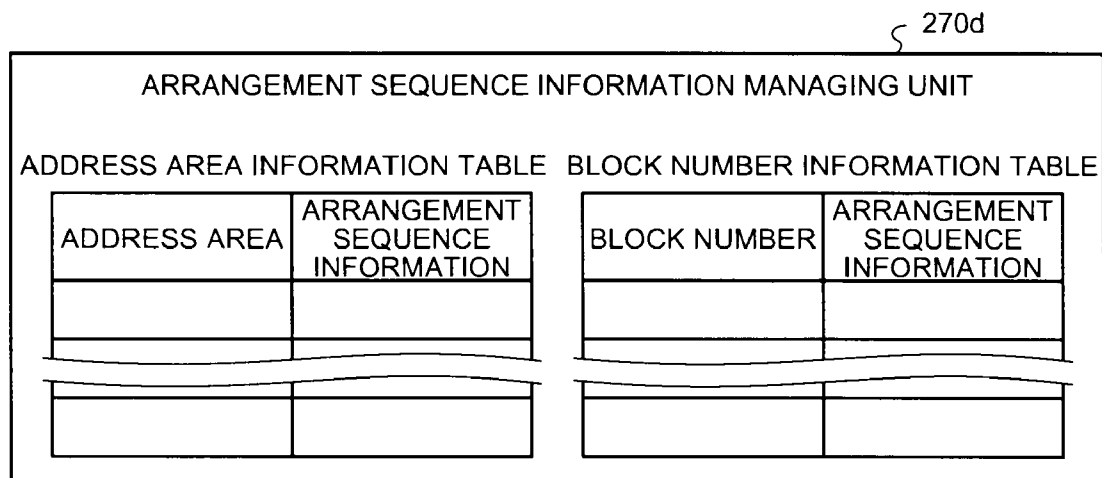 270d
ARRANGEMENT SEQUENCE INFORMATION MANAGING UNIT
ADDRESS AREA INFORMATION TABLE
ADDRESS AREA
ARRANGEMENT
SEQUENCE
INFORMATION
BLOCK NUMBER INFORMATION TABLE
BLOCK NUMBER
ARRANGEMENT
SEQUENCE
INFORMATION